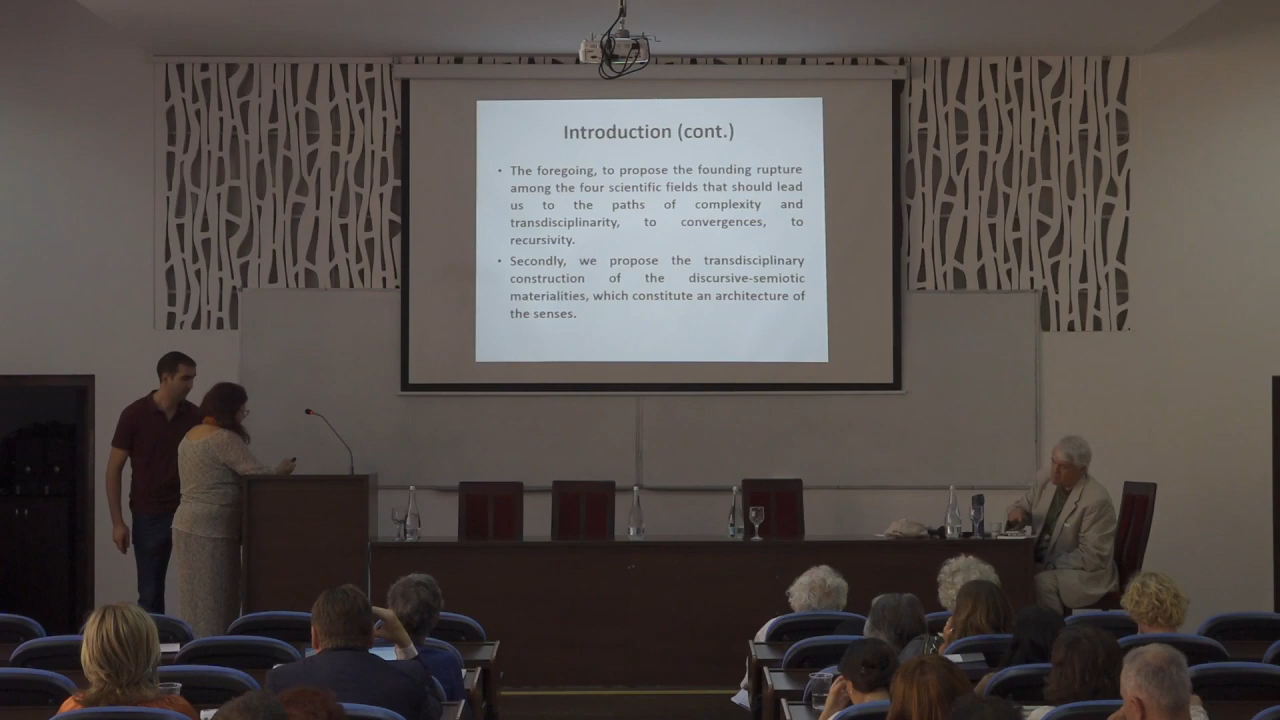 Introduction (cont.)
• The foregoing, to propose the founding rupture
among the four scientific fields that should lead
us to the paths of complexity and
transdisciplinarity, to convergences, to
recursivity.
• Secondly, we propose the transdisciplinary
construction of the discursive-semiotic
materialities, which constitute an architecture of
the senses.